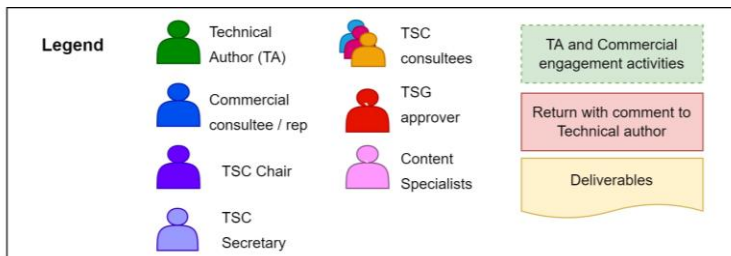 Legend
Technical
Author (TA)
Commercial
consultee / rep
TSC Chair
TSC
Secretary
TSC
consultees
TSG
approver
Content
Specialists
TA and Commercial
engagement activities
Return with comment to
Technical author
Deliverables